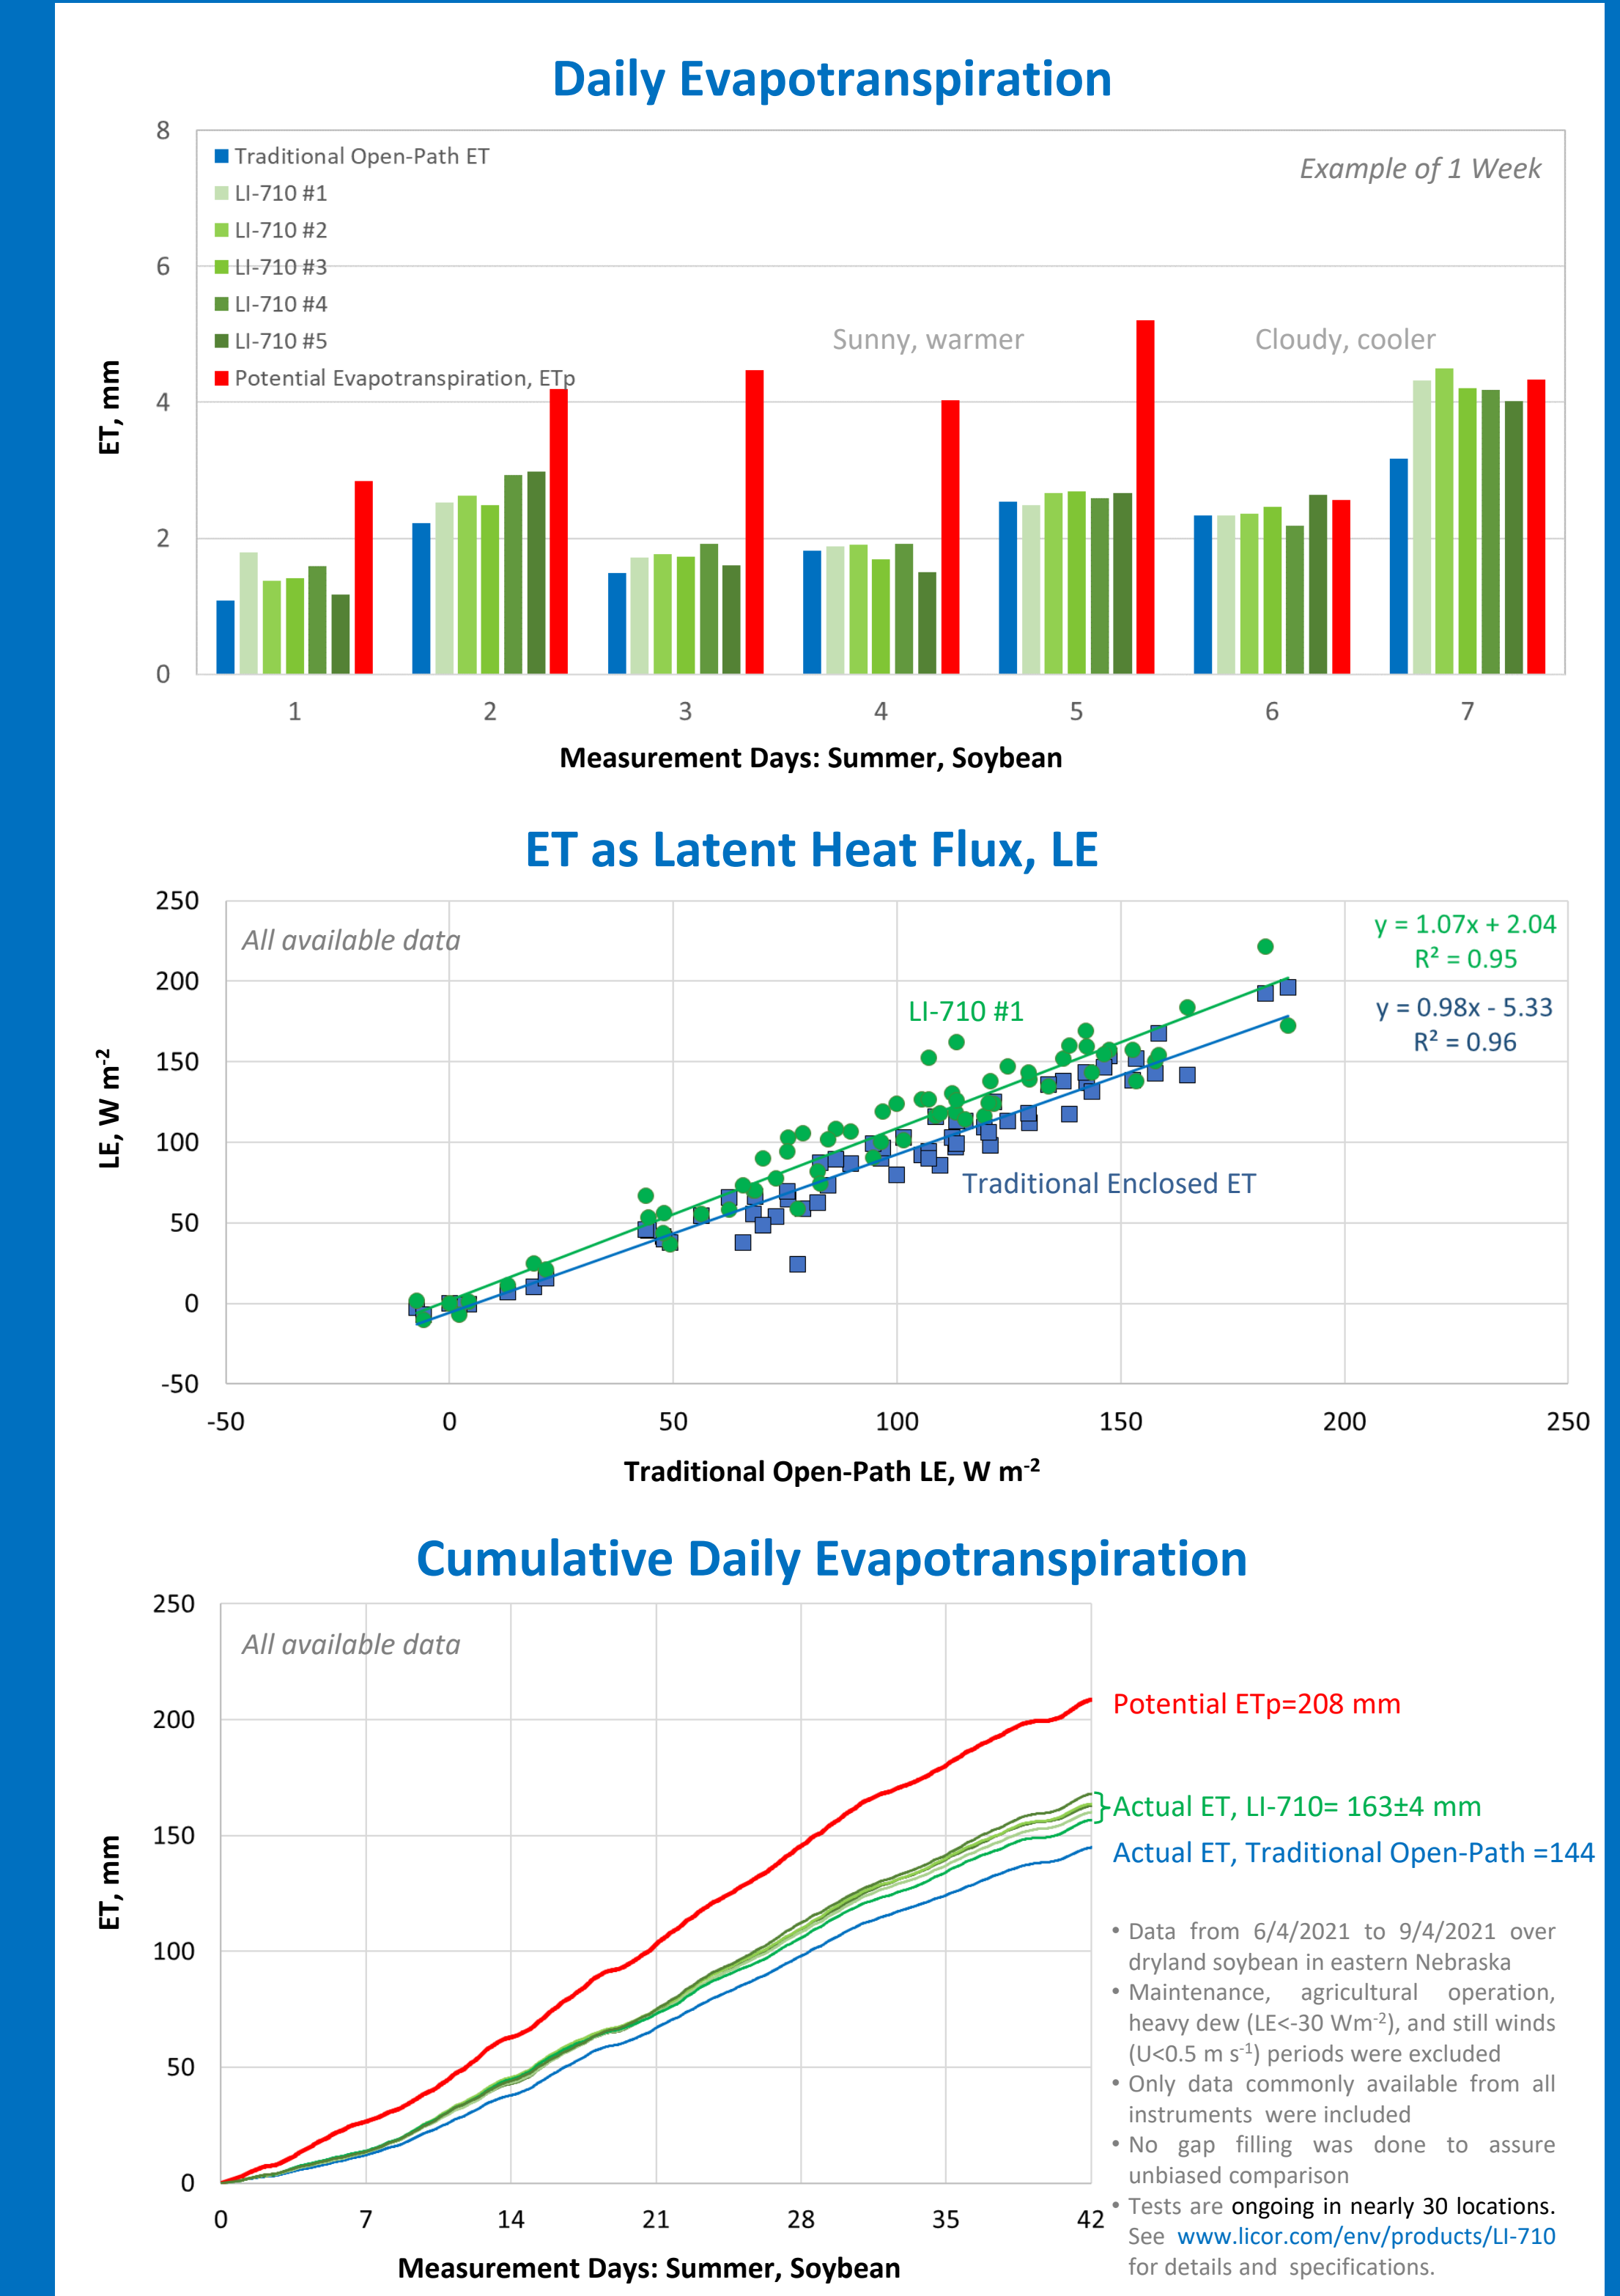 Daily Evapotranspiration
8
Traditional Open-Path ET
Example of 1 Week
LI-710 #1
LI-710 #2
6
LI-710 #3
LI-710 #4
Sunny, warmer
Cloudy, cooler
LI-710 #5
Potential Evapotranspiration, ETp
4
ET, mm
2
0
1 2 3 4 5 6 7
Measurement Days: Summer, Soybean
ET as Latent Heat Flux, LE
250
All available data
y = 1.07x + 2.04
R² = 0.95
200
LI-710 #1
y = 0.98x - 5.33
R² = 0.96
150
LE, W m⁻²
100
Traditional Enclosed ET
50
0
-50
-50 0 50 100 150 200 250
Traditional Open-Path LE, W m⁻²
Cumulative Daily Evapotranspiration
250
All available data
200
Potential ETp=208 mm
150
Actual ET, LI-710= 163±4 mm
Actual ET, Traditional Open-Path =144
ET, mm
100
50
0
0 7 14 21 28 35 42
Measurement Days: Summer, Soybean
• Data from 6/4/2021 to 9/4/2021 over
dryland soybean in eastern Nebraska
• Maintenance, agricultural operation,
heavy dew (LE<-30 Wm⁻²), and still winds
(U<0.5 m s⁻¹) periods were excluded
• Only data commonly available from all
instruments were included
• No gap filling was done to assure
unbiased comparison
• Tests are ongoing in nearly 30 locations.
See www.licor.com/env/products/LI-710
for details and specifications.